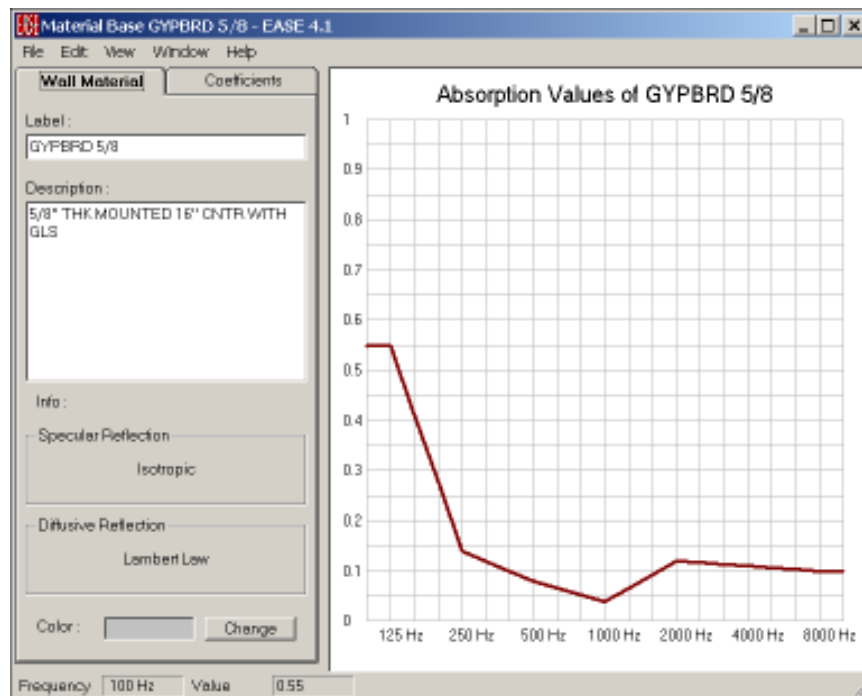 Material Base GYPBRD 5/8 - EASE 4.1
File Edit View Window Help
Wall Material Coefficients
Label :
GYPBRD 5/8
Description :
5/8" THK MOUNTED 16" CNTR WITH
GLS
Info :
Specular Reflection
Isotropic
Diffusive Reflection
Lambert Law
Color : Change
Frequency 100 Hz Value 0.55
Absorption Values of GYPBRD 5/8
1
0.9
0.8
0.7
0.6
0.5
0.4
0.3
0.2
0.1
0
125 Hz 250 Hz 500 Hz 1000 Hz 2000 Hz 4000 Hz 8000 Hz